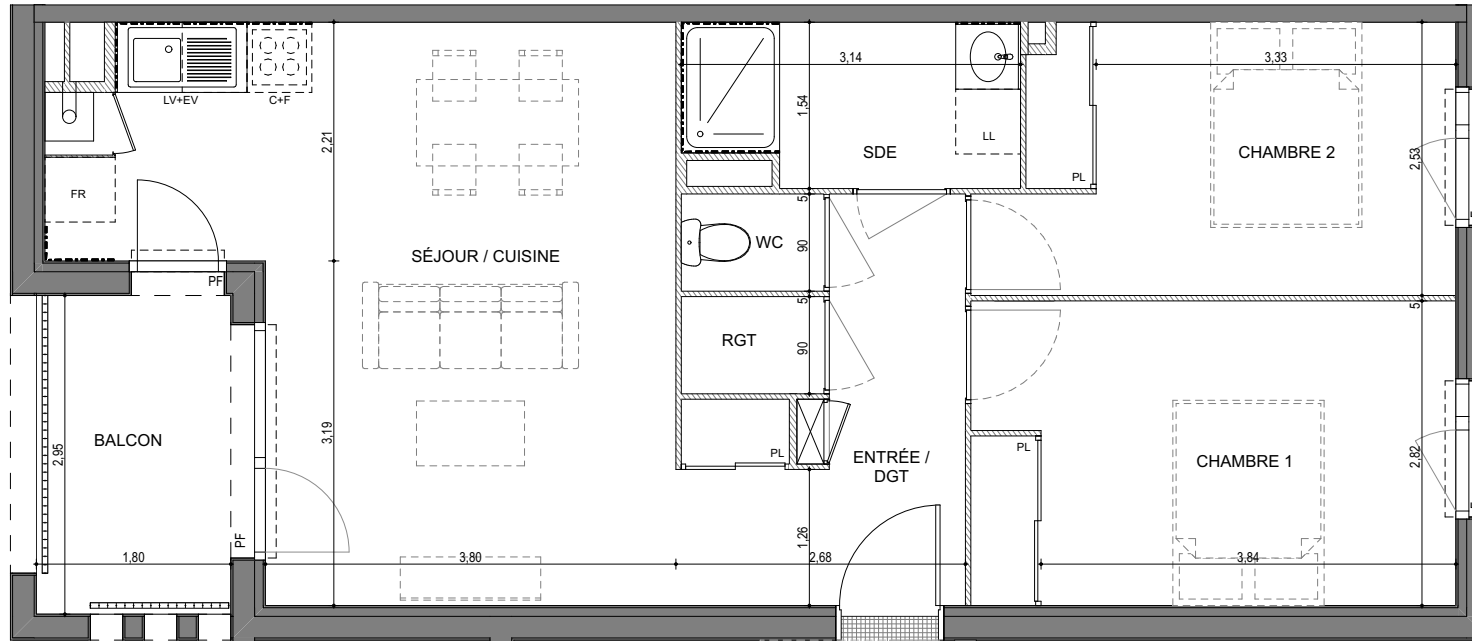 LV+EV
C+F
3,14
3,33
1,54
2,21
LL
SDE
CHAMBRE 2
2,53
PL
FR
5
WC
90
SÉJOUR / CUISINE
PF
5
5
RGT
90
BALCON
2,95
3,19
PL
ENTRÉE /
DGT
PL
CHAMBRE 1
2,82
PF
1,26
1,80
3,80
2,68
3,84